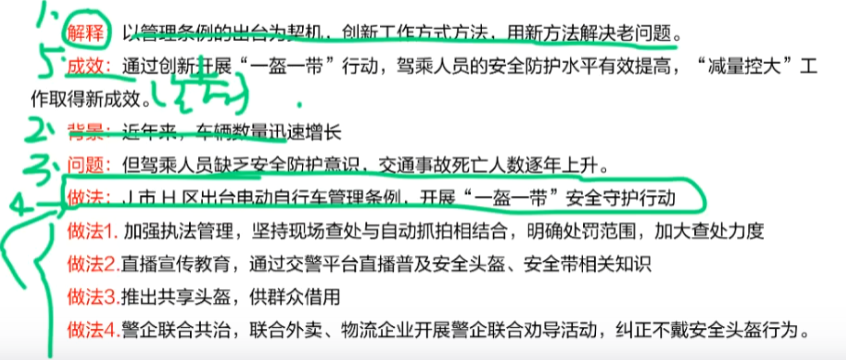 1. 解释 以管理条例的出台为契机，创新工作方式方法，用新方法解决老问题。
5. 成效：通过创新开展“一盔一带”行动，驾乘人员的安全防护水平有效提高，“减量控大”工
作取得新成效。
2. 背景：近年来，车辆数量迅速增长
3. 问题：但驾乘人员缺乏安全防护意识，交通事故死亡人数逐年上升。
4 做法：J 市 H 区出台电动自行车管理条例，开展“一盔一带”安全守护行动
做法1. 加强执法管理，坚持现场查处与自动抓拍相结合，明确处罚范围，加大查处力度
做法2.直播宣传教育，通过交警平台直播普及安全头盔、安全带相关知识
做法3.推出共享头盔，供群众借用
做法4.警企联合共治，联合外卖、物流企业开展警企联合劝导活动，纠正不戴安全头盔行为。